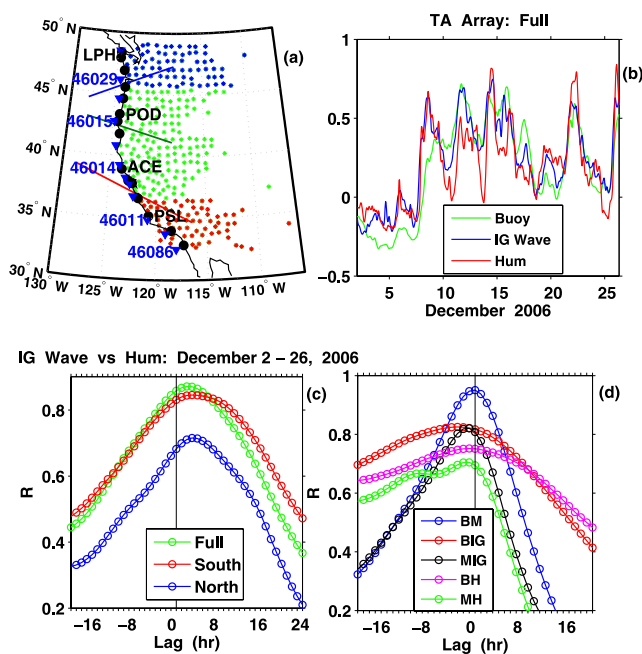 50° N
45° N
40° N
35° N
30° N
130° W
125° W
120° W
115° W
110° W
(a)
LPH
46029
46015
POD
46014
ACE
46011
PSL
46086
TA Array: Full
(b)
1
0.5
0
−0.5
5
10
15
20
25
December 2006
Buoy
IG Wave
Hum
IG Wave vs Hum: December 2 − 26, 2006
(c)
R
0.8
0.6
0.4
0.2
−16
−8
0
8
16
24
Lag (hr)
Full
South
North
(d)
R
1
0.8
0.6
0.4
0.2
−16
−8
0
8
16
Lag (hr)
BM
BIG
MIG
BH
MH